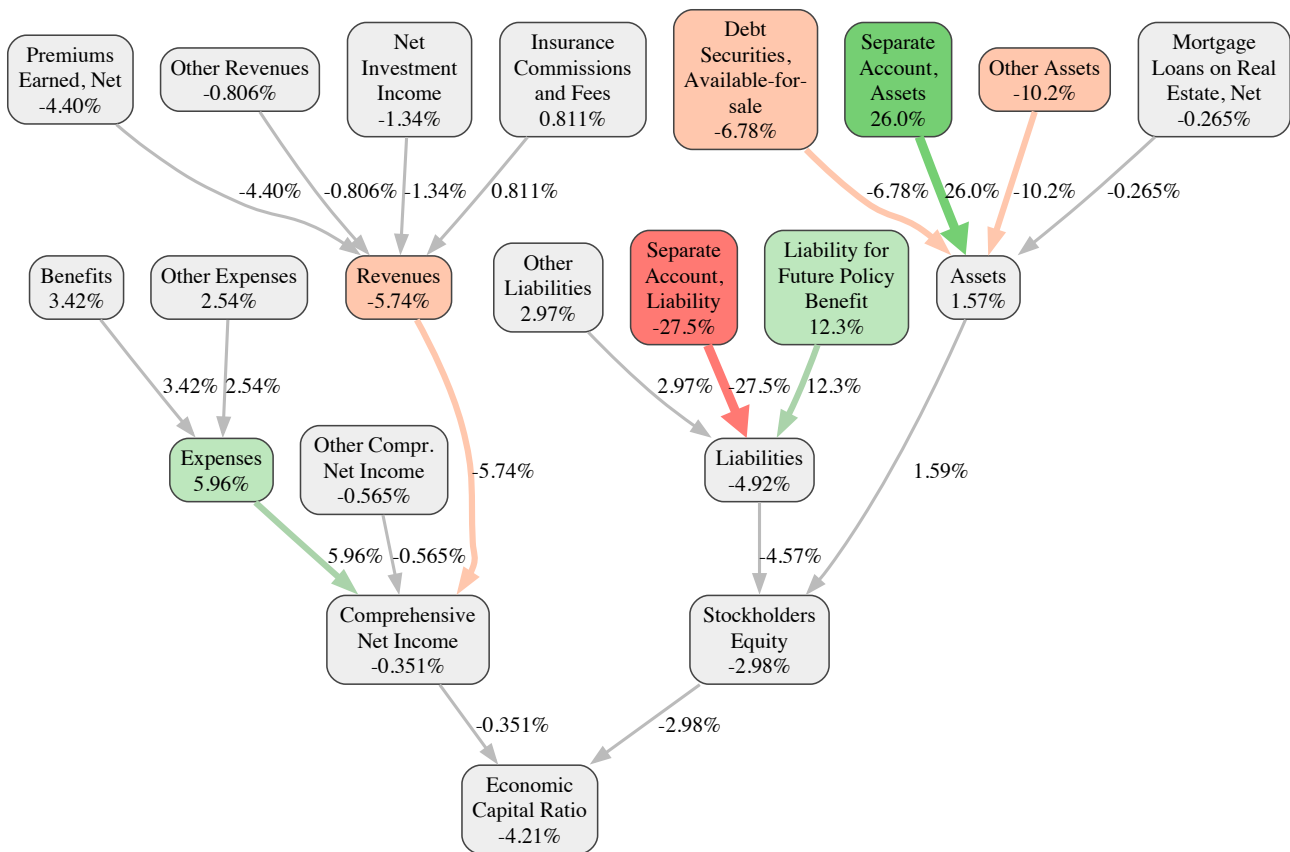 Premiums
Earned, Net
-4.40%
Other Revenues
-0.806%
Net
Investment
Income
-1.34%
Insurance
Commissions
and Fees
0.811%
Debt
Securities,
Available-for-
sale
-6.78%
Separate
Account,
Assets
26.0%
Other Assets
-10.2%
Mortgage
Loans on Real
Estate, Net
-0.265%
-4.40%
-0.806%
-1.34%
0.811%
-6.78%
26.0%
-10.2%
-0.265%
Benefits
3.42%
Other Expenses
2.54%
Revenues
-5.74%
Other
Liabilities
2.97%
Separate
Account,
Liability
-27.5%
Liability for
Future Policy
Benefit
12.3%
Assets
1.57%
3.42%
2.54%
2.97%
-27.5%
12.3%
Expenses
5.96%
Other Compr.
Net Income
-0.565%
-5.74%
Liabilities
-4.92%
1.59%
5.96%
-0.565%
-4.57%
Comprehensive
Net Income
-0.351%
Stockholders
Equity
-2.98%
-0.351%
-2.98%
Economic
Capital Ratio
-4.21%